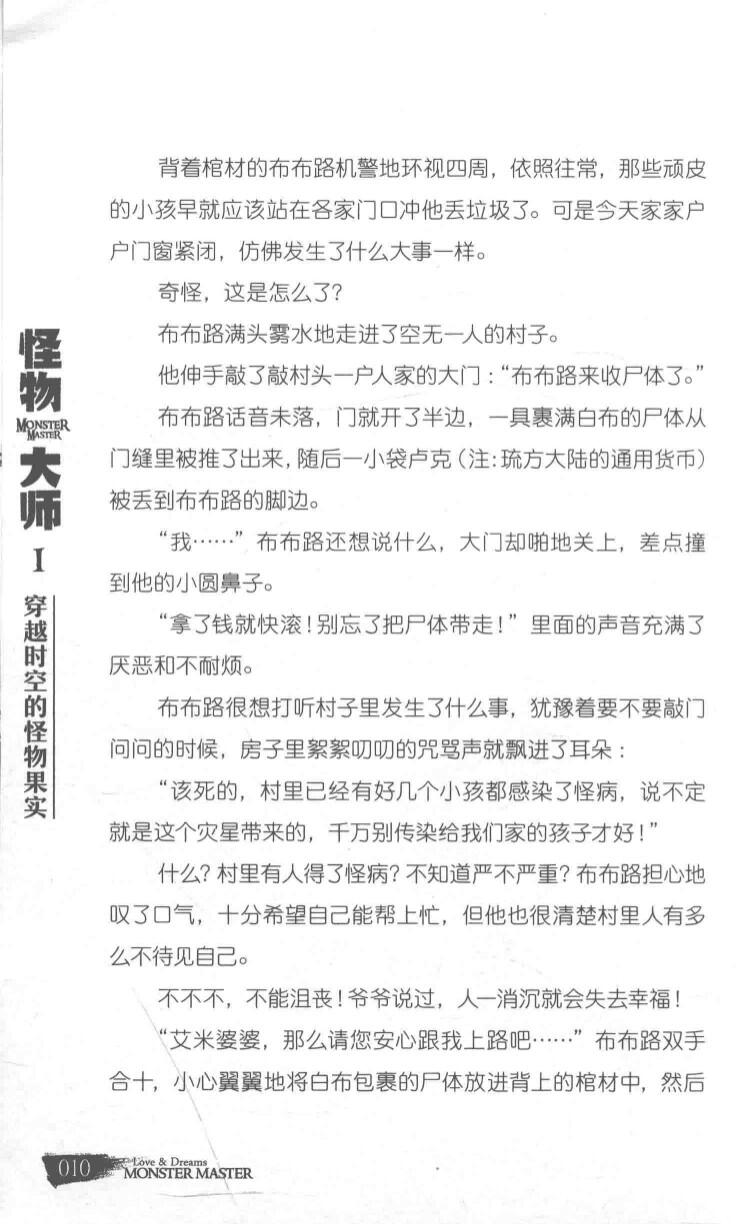 背着棺材的布布路机警地环视四周，依照往常，那些顽皮
的小孩早就应该站在各家门口冲他丢垃圾了。可是今天家家户
户门窗紧闭，仿佛发生了什么大事一样。
奇怪，这是怎么了？
布布路满头雾水地走进了空无一人的村子。
他伸手敲了敲村头一户人家的大门：“布布路来收尸体了。”
布布路话音未落，门就开了半边，一具裹满白布的尸体从
门缝里被推了出来，随后一小袋卢克（注：琉方大陆的通用货币）
被丢到布布路的脚边。
“我……”布布路还想说什么，大门却啪地关上，差点撞
到他的小圆鼻子。
“拿了钱就快滚！别忘了把尸体带走！”里面的声音充满了
厌恶和不耐烦。
布布路很想打听村子里发生了什么事，犹豫着要不要敲门
问问的时候，房子里絮絮叨叨的咒骂声就飘进了耳朵：
“该死的，村里已经有好几个小孩都感染了怪病，说不定
就是这个灾星带来的，千万别传染给我们家的孩子才好！”
什么？村里有人得了怪病？不知道严不严重？布布路担心地
叹了口气，十分希望自己能帮上忙，但他也很清楚村里人有多
么不待见自己。
不不不，不能沮丧！爷爷说过，人一消沉就会失去幸福！
“艾米婆婆，那么请您安心跟我上路吧……”布布路双手
合十，小心翼翼地将白布包裹的尸体放进背上的棺材中，然后
怪物
MONSTER
MASTER
大师
I
穿越时空的怪物果实
010
Love & Dreams
MONSTER MASTER